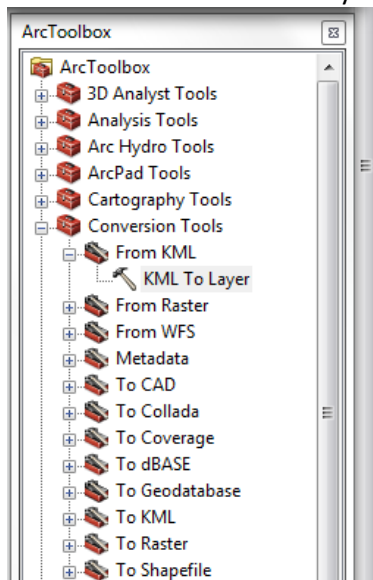 ArcToolbox
ArcToolbox
3D Analyst Tools
Analysis Tools
Arc Hydro Tools
ArcPad Tools
Cartography Tools
Conversion Tools
From KML
KML To Layer
From Raster
From WFS
Metadata
To CAD
To Collada
To Coverage
To dBASE
To Geodatabase
To KML
To Raster
To Shapefile